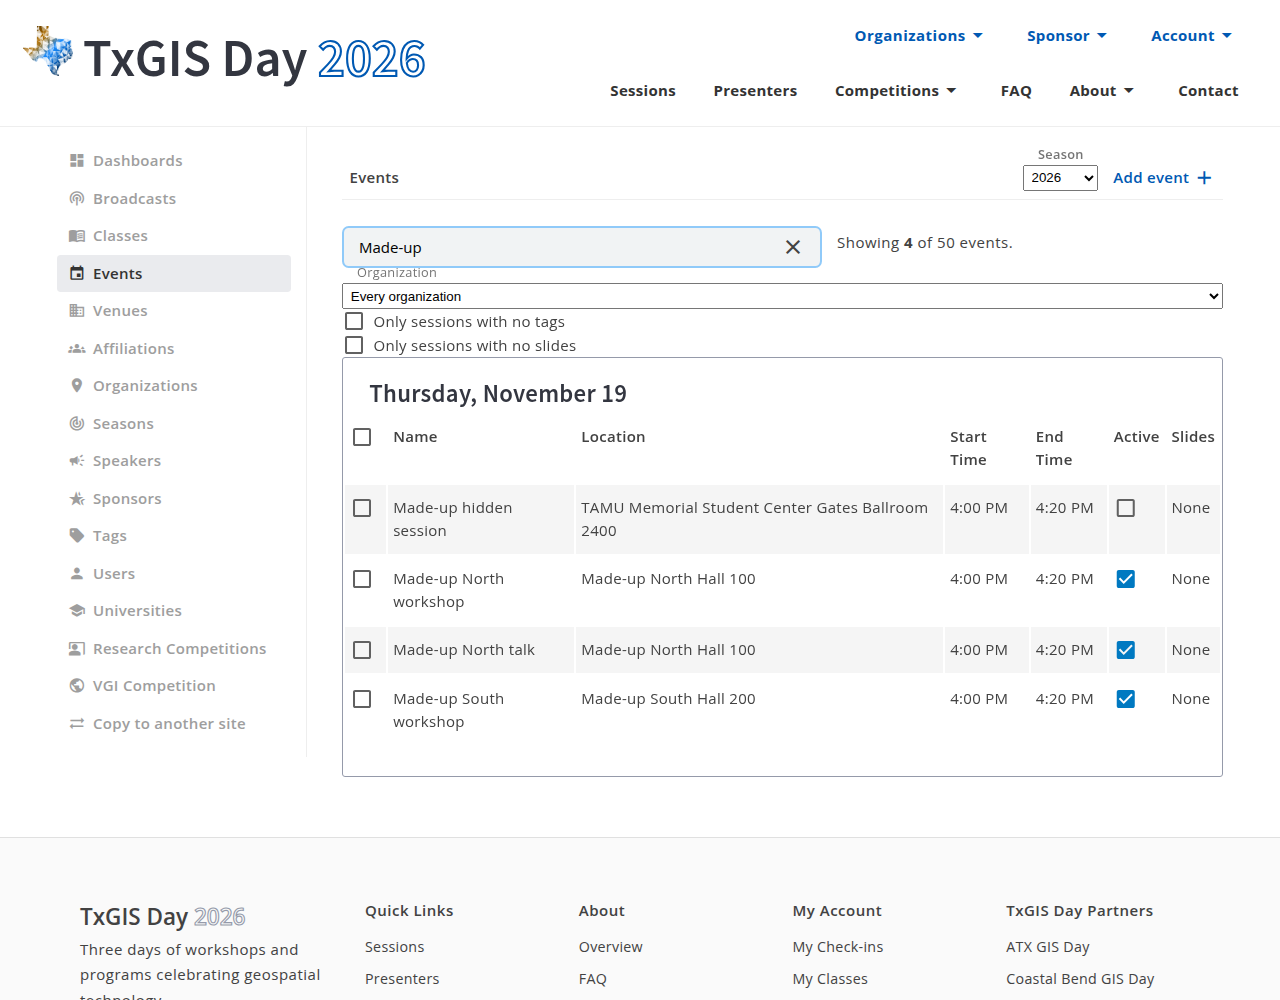 TxGIS Day 2026
Organizations
Sponsor
Account
Sessions
Presenters
Competitions
FAQ
About
Contact
Dashboards
Broadcasts
Classes
Events
Venues
Affiliations
Organizations
Seasons
Speakers
Sponsors
Tags
Users
Universities
Research Competitions
VGI Competition
Copy to another site
Events
Season
2026
Add event
Made-up
Showing 4 of 50 events.
Organization
Every organization
Only sessions with no tags
Only sessions with no slides
Thursday, November 19
Name Location Start Time End Time Active Slides
Made-up hidden session TAMU Memorial Student Center Gates Ballroom 2400 4:00 PM 4:20 PM None
Made-up North workshop Made-up North Hall 100 4:00 PM 4:20 PM None
Made-up North talk Made-up North Hall 100 4:00 PM 4:20 PM None
Made-up South workshop Made-up South Hall 200 4:00 PM 4:20 PM None
TxGIS Day 2026
Three days of workshops and
programs celebrating geospatial
technology
Quick Links
Sessions
Presenters
About
Overview
FAQ
My Account
My Check-ins
My Classes
TxGIS Day Partners
ATX GIS Day
Coastal Bend GIS Day